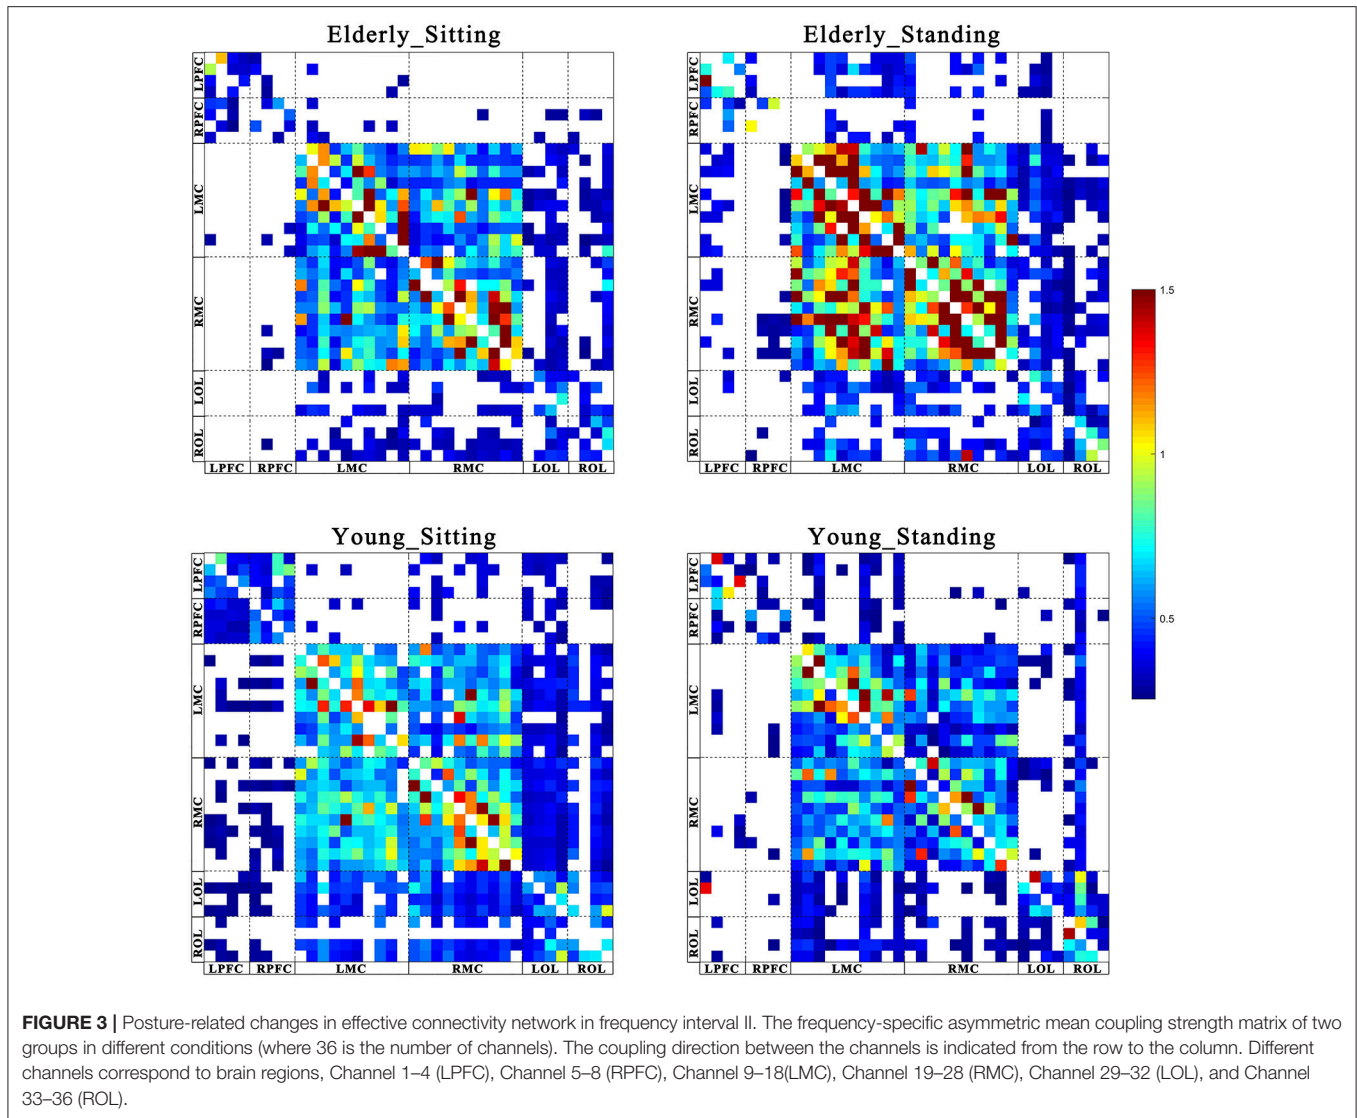 Elderly_Sitting
Elderly_Standing
LPFC
RPFC
LMC
RMC
LOL
ROL
LPFC RPFC LMC RMC LOL ROL
LPFC
RPFC
LMC
RMC
LOL
ROL
LPFC RPFC LMC RMC LOL ROL
1.5
1
0.5
Young_Sitting
Young_Standing
LPFC
RPFC
LMC
RMC
LOL
ROL
LPFC RPFC LMC RMC LOL ROL
LPFC
RPFC
LMC
RMC
LOL
ROL
LPFC RPFC LMC RMC LOL ROL
FIGURE 3 | Posture-related changes in effective connectivity network in frequency interval II. The frequency-specific asymmetric mean coupling strength matrix of two
groups in different conditions (where 36 is the number of channels). The coupling direction between the channels is indicated from the row to the column. Different
channels correspond to brain regions, Channel 1–4 (LPFC), Channel 5–8 (RPFC), Channel 9–18(LMC), Channel 19–28 (RMC), Channel 29–32 (LOL), and Channel
33–36 (ROL).